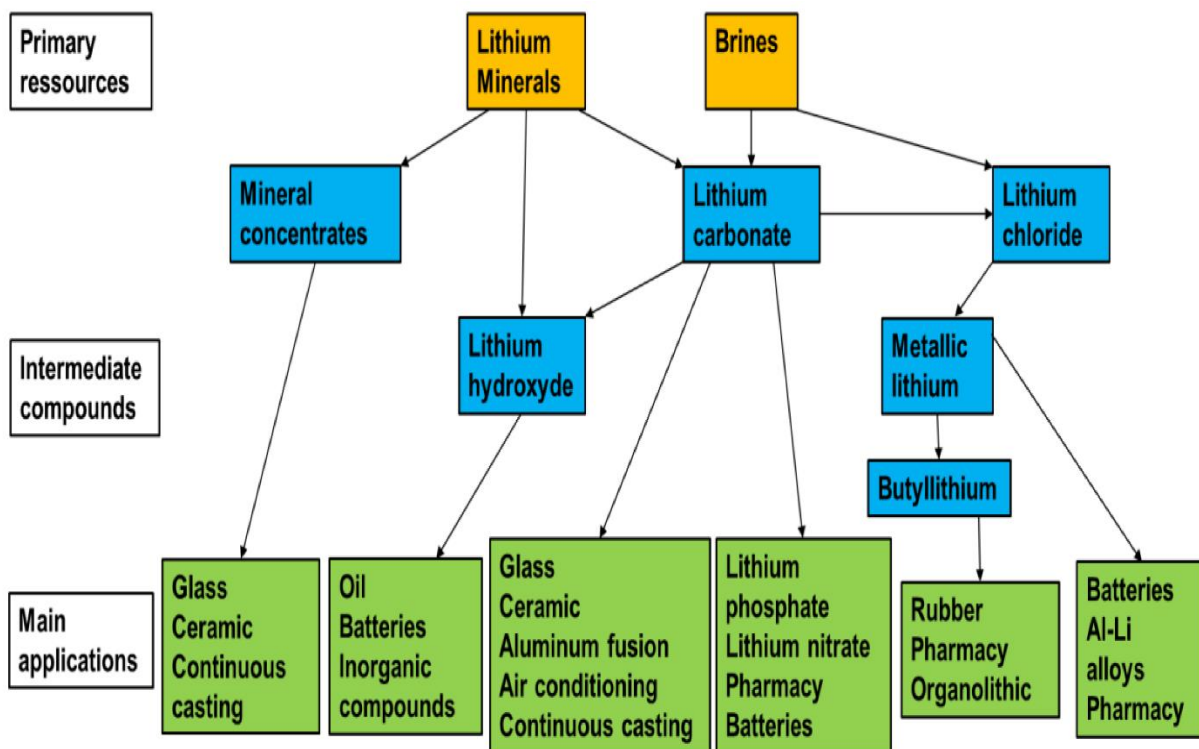 Primary
ressources
Lithium
Minerals
Brines
Mineral
concentrates
Lithium
carbonate
Lithium
chloride
Intermediate
compounds
Lithium
hydroxyde
Metallic
lithium
Butyllithium
Main
applications
Glass
Ceramic
Continuous
casting
Oil
Batteries
Inorganic
compounds
Glass
Ceramic
Aluminum fusion
Air conditioning
Continuous casting
Lithium
phosphate
Lithium nitrate
Pharmacy
Batteries
Rubber
Pharmacy
Organolithic
Batteries
Al-Li
alloys
Pharmacy